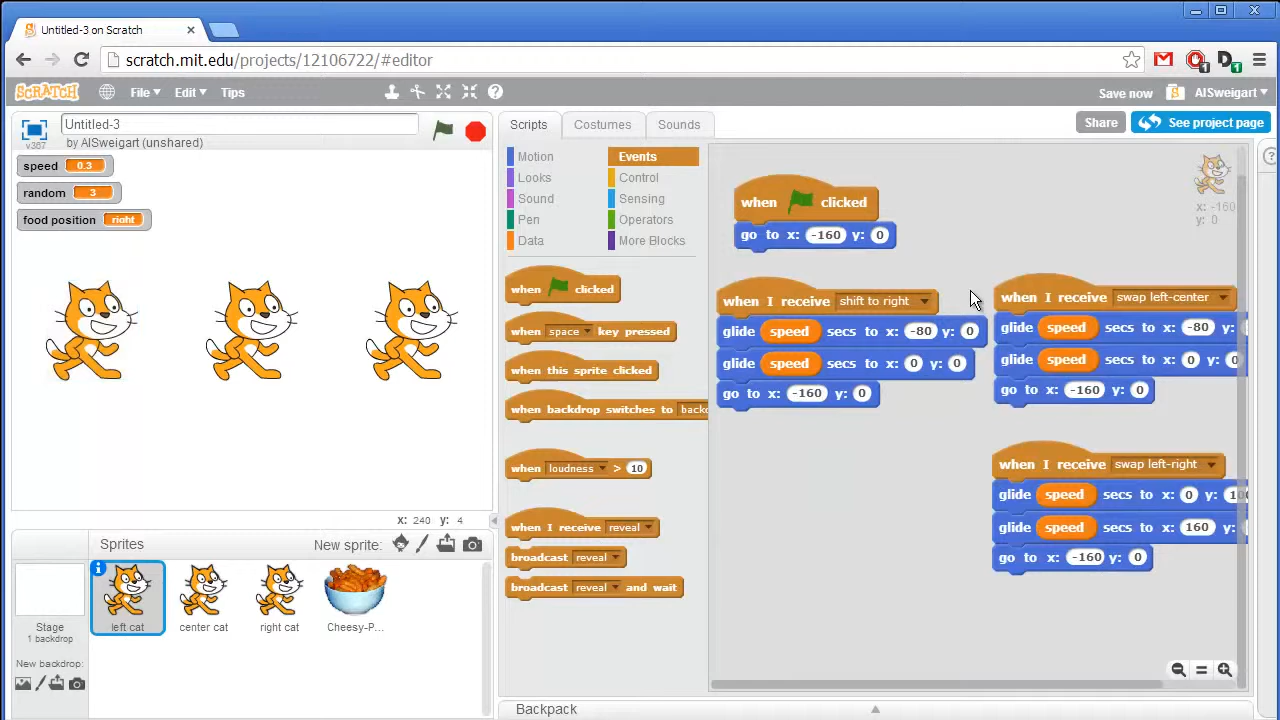 Untitled-3 on Scratch
scratch.mit.edu/projects/12106722/#editor
SCRATCH File Edit Tips Save now AlSweigart
Untitled-3
v387 by AlSweigart (unshared)
Scripts Costumes Sounds Share See project page
speed 0.3
random 3
food position right
Motion Events
Looks Control
Sound Sensing
Pen Operators
Data More Blocks
when clicked
when space key pressed
when this sprite clicked
when backdrop switches to
when loudness > 10
when I receive reveal
broadcast reveal
broadcast reveal and wait
when clicked
go to x: -160 y: 0
when I receive shift to right
glide speed secs to x: -80 y: 0
glide speed secs to x: 0 y: 0
go to x: -160 y: 0
when I receive swap left-center
glide speed secs to x: -80 y:
glide speed secs to x: 0 y: 0
go to x: -160 y: 0
when I receive swap left-right
glide speed secs to x: 0 y:
glide speed secs to x: 160 y:
go to x: -160 y: 0
x: -160
y: 0
x: 240 y: 4
Sprites New sprite:
Stage
1 backdrop
New backdrop:
left cat
center cat
right cat
Cheesy-P...
Backpack